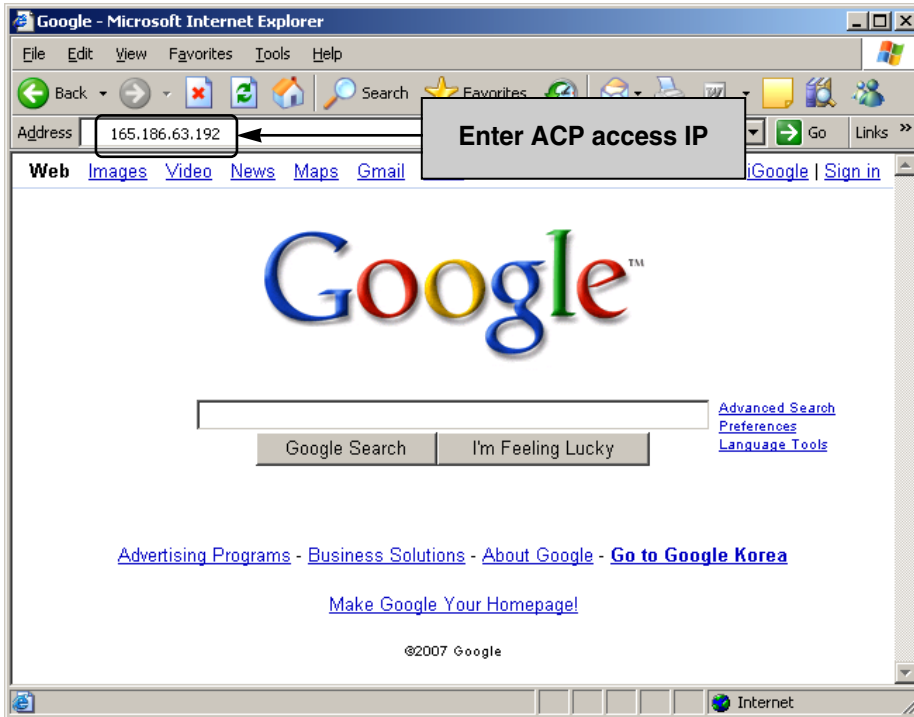 Google - Microsoft Internet Explorer
File Edit View Favorites Tools Help
Back Search Favorites
Address 165.186.63.192 Go Links »
Enter ACP access IP
Web Images Video News Maps Gmail iGoogle | Sign in
Google™
Advanced Search
Preferences
Language Tools
Google Search I'm Feeling Lucky
Advertising Programs - Business Solutions - About Google - Go to Google Korea
Make Google Your Homepage!
©2007 Google
Internet